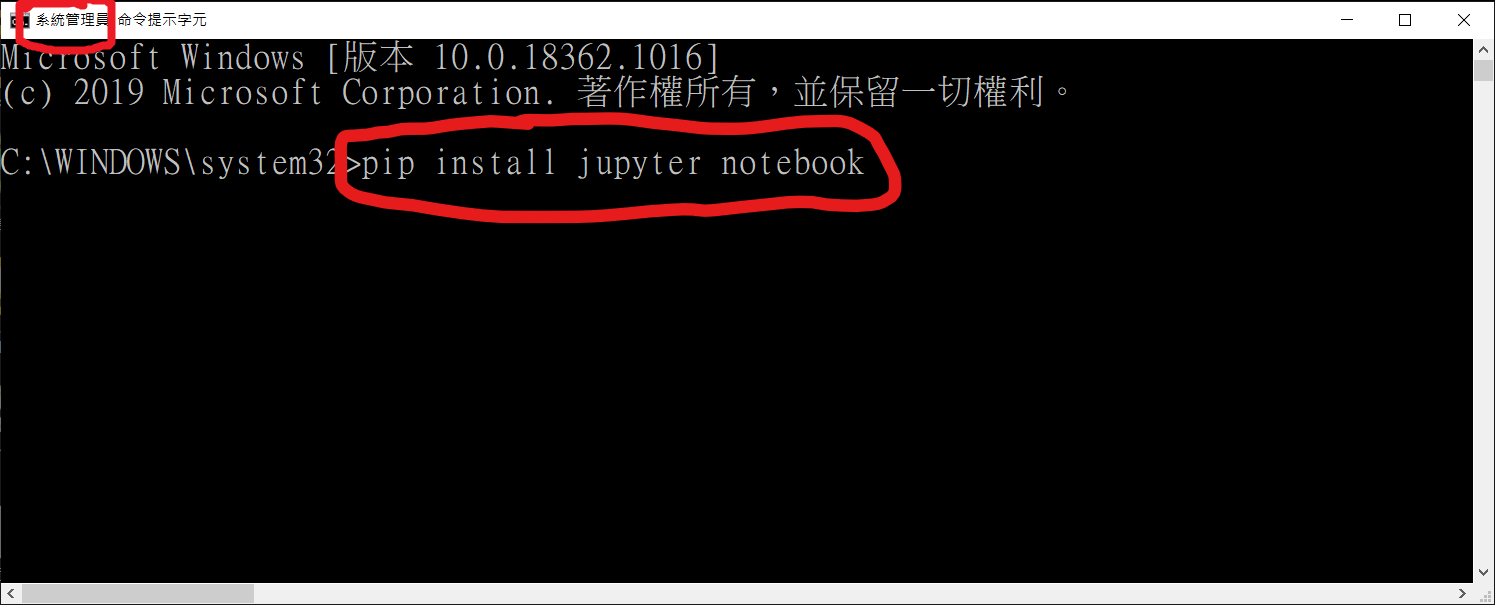 系統管理員: 命令提示字元
Microsoft Windows [版本 10.0.18362.1016]
(c) 2019 Microsoft Corporation. 著作權所有，並保留一切權利。
C:\WINDOWS\system32>pip install jupyter notebook